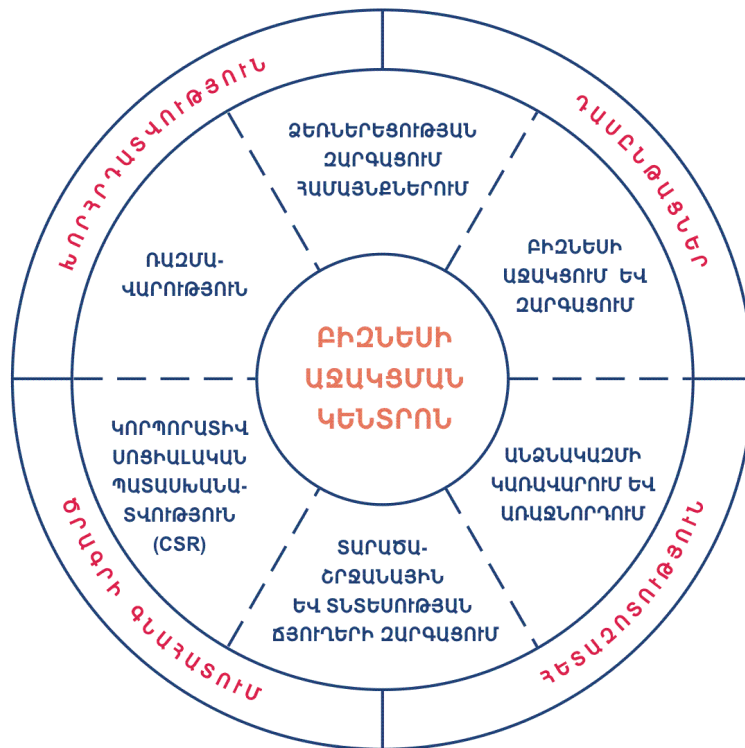 ԽՈՐՀՐԴԱՏՎՈՒԹՅՈՒՆ
ԴԱՍԸՆԹԱՑՆԵՐ
ՁԵՌՆԵՐԵՑՈՒԹՅԱՆ
ԶԱՐԳԱՑՈՒՄ
ՀԱՄԱՅՆՔՆԵՐՈՒՄ
ՌԱԶՄԱ-
ՎԱՐՈՒԹՅՈՒՆ
ԲԻԶՆԵՍԻ
ԱՋԱԿՑՈՒՄ ԵՎ
ԶԱՐԳԱՑՈՒՄ
ԲԻԶՆԵՍԻ
ԱՋԱԿՑՄԱՆ
ԿԵՆՏՐՈՆ
ԿՈՐՊՈՐԱՏԻՎ
ՍՈՑԻԱԼԱԿԱՆ
ՊԱՏԱՍԽԱՆԱ-
ՏՎՈՒԹՅՈՒՆ
(CSR)
ԱՆՁՆԱԿԱԶՄԻ
ԿԱՌԱՎԱՐՈՒՄ ԵՎ
ԱՌԱՋՆՈՐԴՈՒՄ
ՏԱՐԱԾԱ-
ՇՐՋԱՆԱՅԻՆ
ԵՎ ՏՆՏԵՍՈՒԹՅԱՆ
ՃՅՈՒՂԵՐԻ ԶԱՐԳԱՑՈՒՄ
ԾՐԱԳՐԻ ԳՆԱՀԱՏՈՒՄ
ՀԵՏԱԶՈՏՈՒԹՅՈՒՆ